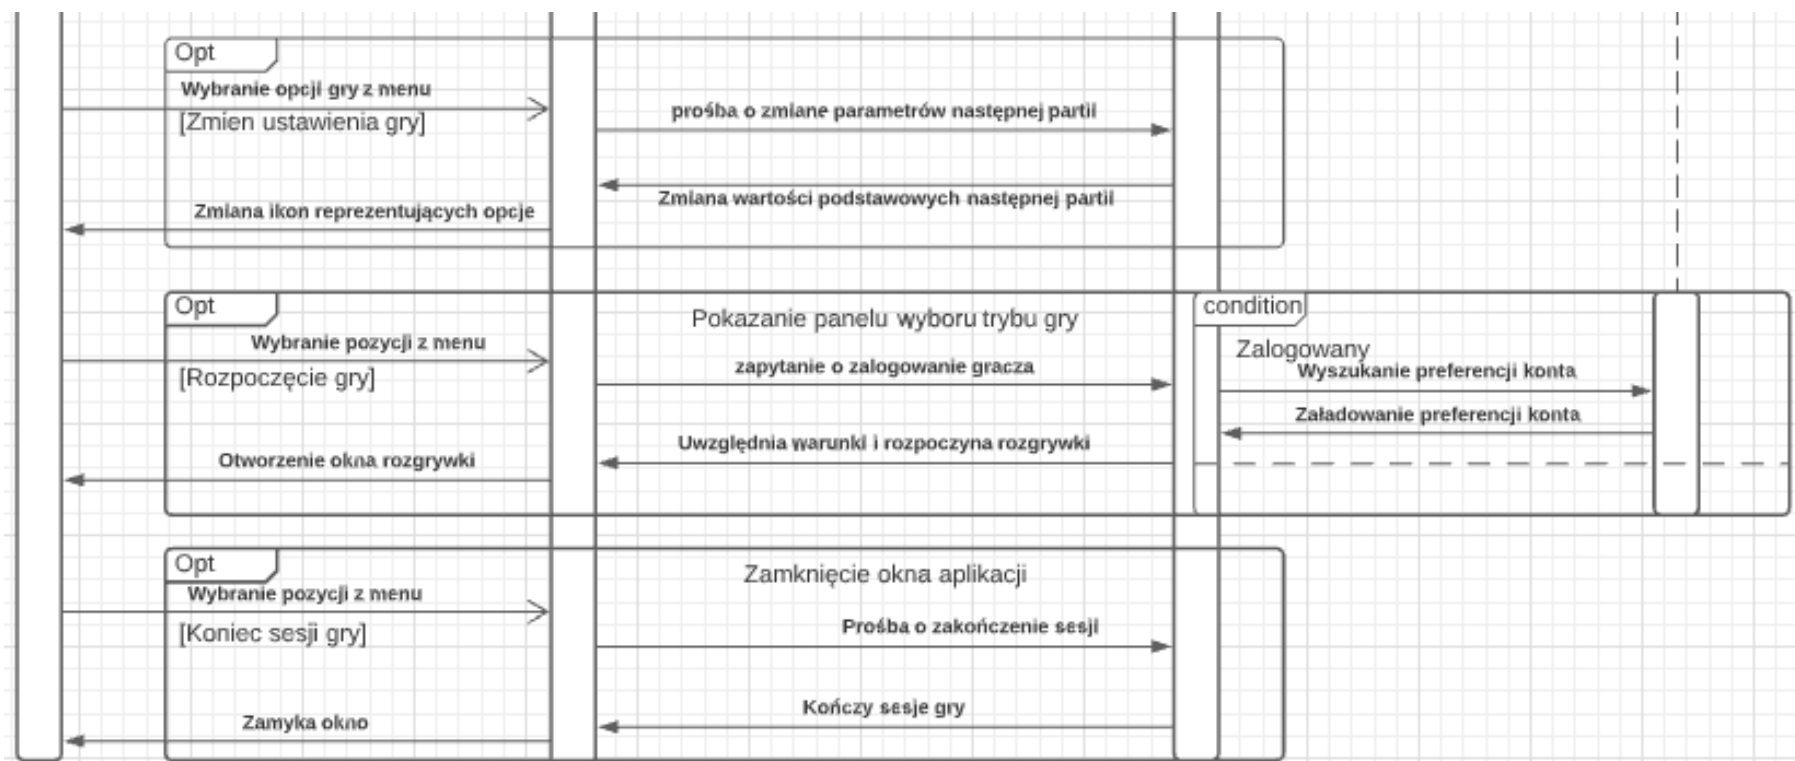 Opt
Wybranie opcji gry z menu
[Zmien ustawienia gry]
prośba o zmiane parametrów następnej partii
Zmiana wartości podstawowych następnej partii
Zmiana ikon reprezentujących opcje
Opt
Pokazanie panelu wyboru trybu gry
condition
Wybranie pozycji z menu
Zalogowany
[Rozpoczęcie gry]
zapytanie o zalogowanie gracza
Wyszukanie preferencji konta
Załadowanie preferencji konta
Uwzględnia warunki i rozpoczyna rozgrywki
Otworzenie okna rozgrywki
Opt
Zamknięcie okna aplikacji
Wybranie pozycji z menu
[Koniec sesji gry]
Prośba o zakończenie sesji
Kończy sesje gry
Zamyka okno